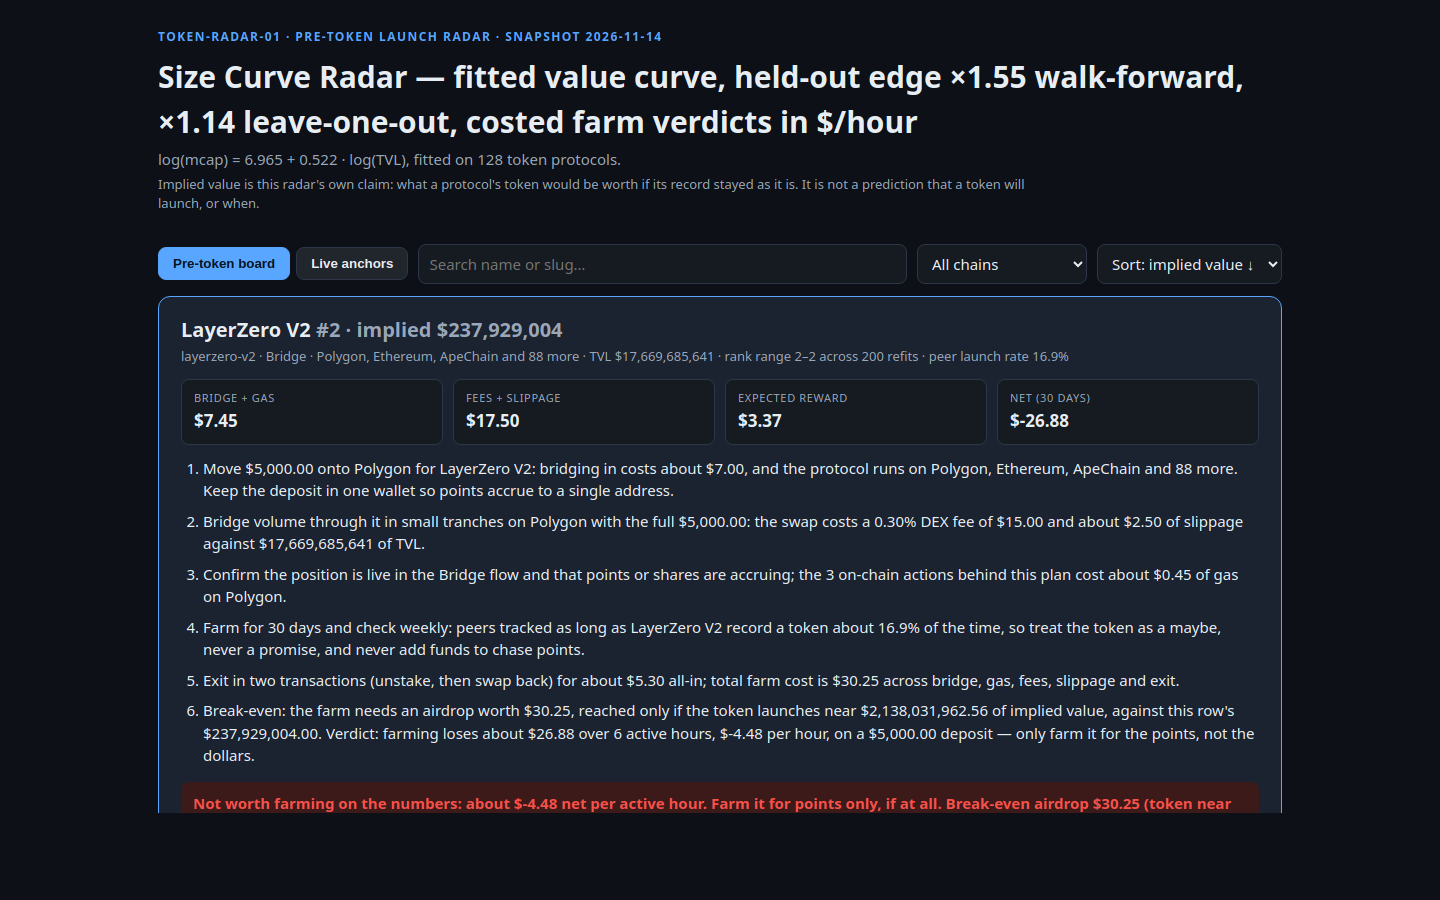 TOKEN-RADAR-01 · PRE-TOKEN LAUNCH RADAR · SNAPSHOT 2026-11-14
Size Curve Radar — fitted value curve, held-out edge ×1.55 walk-forward,
×1.14 leave-one-out, costed farm verdicts in $/hour
log(mcap) = 6.965 + 0.522 · log(TVL), fitted on 128 token protocols.
Implied value is this radar's own claim: what a protocol's token would be worth if its record stayed as it is. It is not a prediction that a token will
launch, or when.
Pre-token board Live anchors Search name or slug... All chains Sort: implied value ↓
LayerZero V2 #2 · implied $237,929,004
layerzero-v2 · Bridge · Polygon, Ethereum, ApeChain and 88 more · TVL $17,669,685,641 · rank range 2–2 across 200 refits · peer launch rate 16.9%
BRIDGE + GAS FEES + SLIPPAGE EXPECTED REWARD NET (30 DAYS)
$7.45 $17.50 $3.37 $-26.88
1. Move $5,000.00 onto Polygon for LayerZero V2: bridging in costs about $7.00, and the protocol runs on Polygon, Ethereum, ApeChain and 88 more.
Keep the deposit in one wallet so points accrue to a single address.
2. Bridge volume through it in small tranches on Polygon with the full $5,000.00: the swap costs a 0.30% DEX fee of $15.00 and about $2.50 of slippage
against $17,669,685,641 of TVL.
3. Confirm the position is live in the Bridge flow and that points or shares are accruing; the 3 on-chain actions behind this plan cost about $0.45 of gas
on Polygon.
4. Farm for 30 days and check weekly: peers tracked as long as LayerZero V2 record a token about 16.9% of the time, so treat the token as a maybe,
never a promise, and never add funds to chase points.
5. Exit in two transactions (unstake, then swap back) for about $5.30 all-in; total farm cost is $30.25 across bridge, gas, fees, slippage and exit.
6. Break-even: the farm needs an airdrop worth $30.25, reached only if the token launches near $2,138,031,962.56 of implied value, against this row's
$237,929,004.00. Verdict: farming loses about $26.88 over 6 active hours, $-4.48 per hour, on a $5,000.00 deposit — only farm it for the points, not the
dollars.
Not worth farming on the numbers: about $-4.48 net per active hour. Farm it for points only, if at all. Break-even airdrop $30.25 (token near